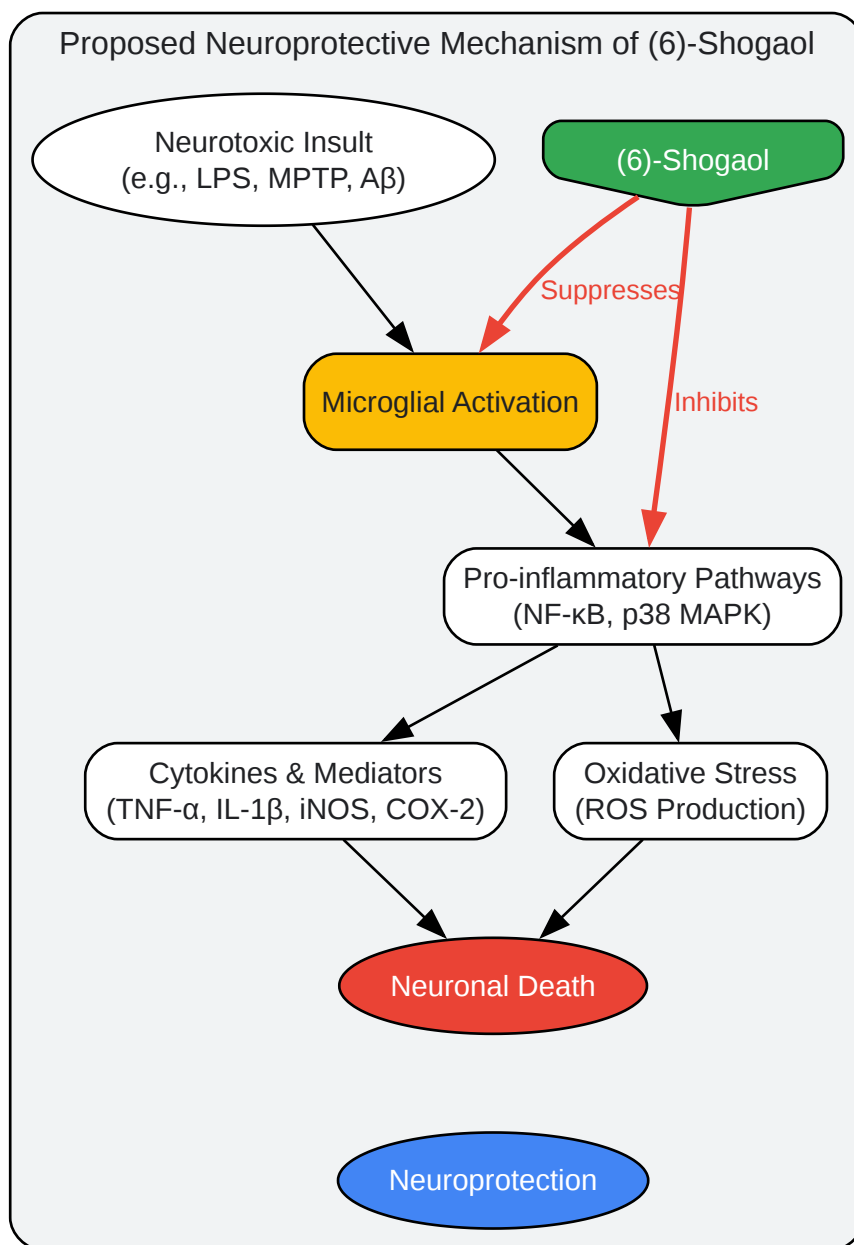 Proposed Neuroprotective Mechanism of (6)-Shogaol
Neurotoxic Insult
(e.g., LPS, MPTP, Aβ)
(6)-Shogaol
Suppresses
Microglial Activation
Inhibits
Pro-inflammatory Pathways
(NF-κB, p38 MAPK)
Cytokines & Mediators
(TNF-α, IL-1β, iNOS, COX-2)
Oxidative Stress
(ROS Production)
Neuronal Death
Neuroprotection